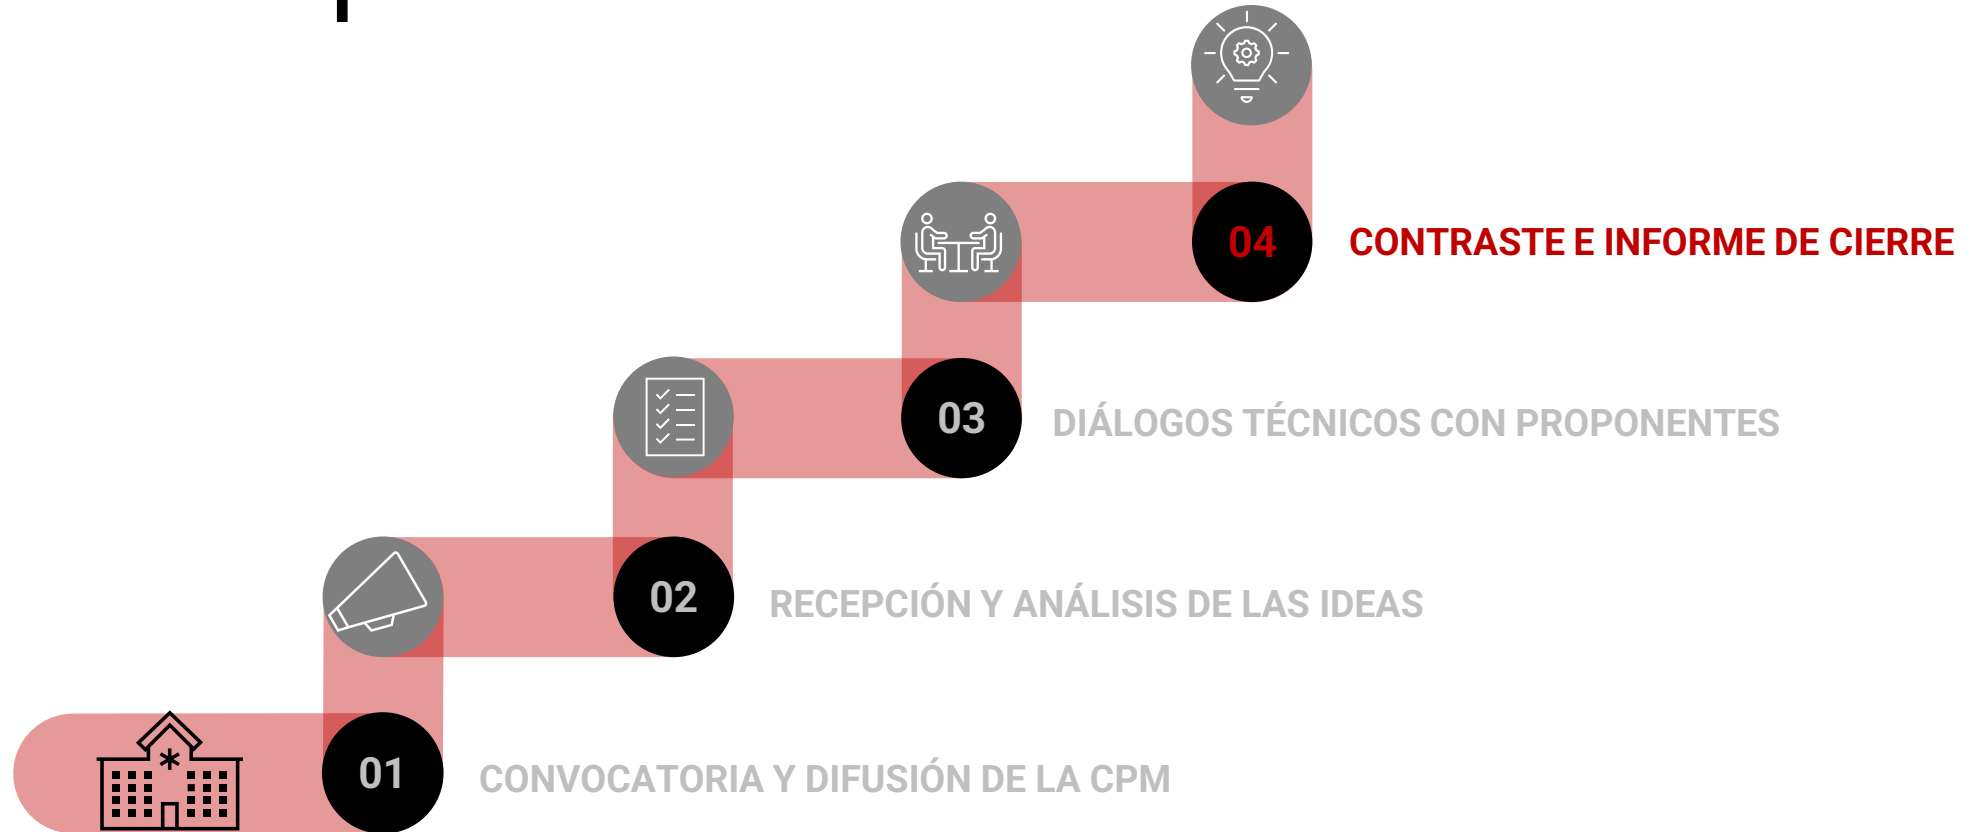 04
CONTRASTE E INFORME DE CIERRE
03
DIÁLOGOS TÉCNICOS CON PROPONENTES
02
RECEPCIÓN Y ANÁLISIS DE LAS IDEAS
01
CONVOCATORIA Y DIFUSIÓN DE LA CPM